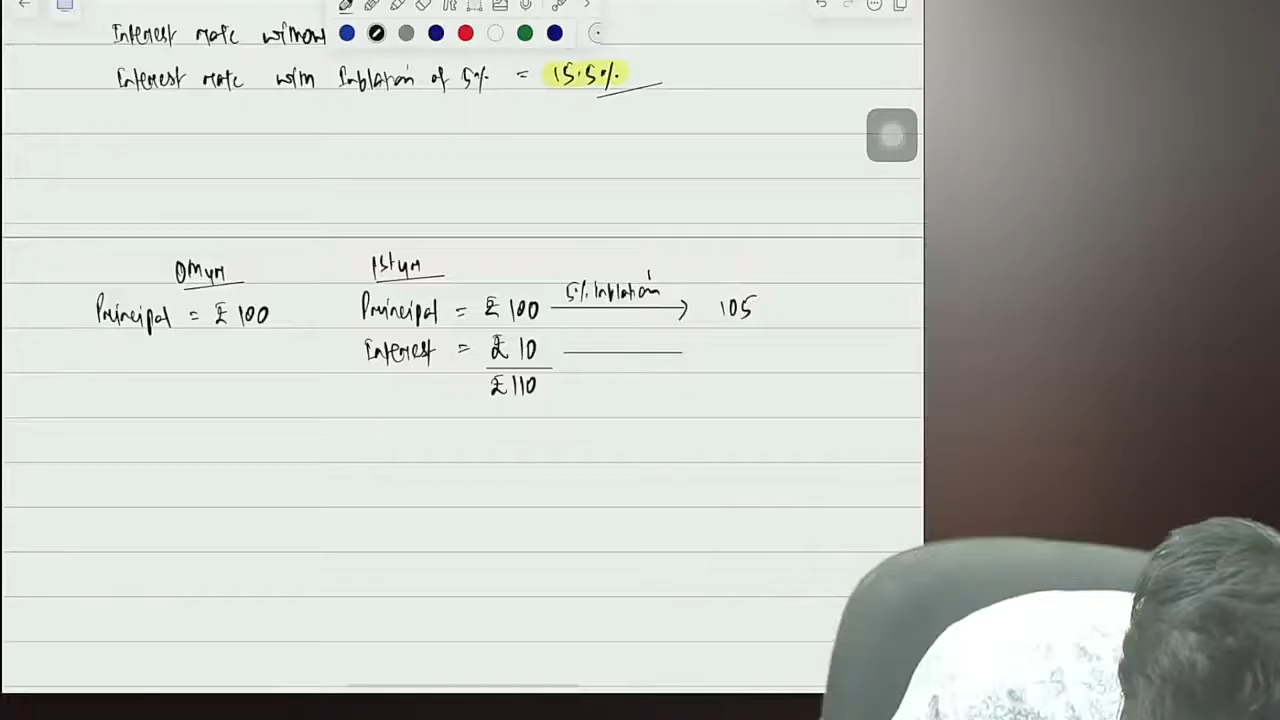 Interest rate without
Interest rate with Inflation of 5% = 15.5%
0th yr 1st yr
Principal = ₹ 100 Principal = ₹ 100 5% Inflation 105
Interest = ₹ 10
₹ 110